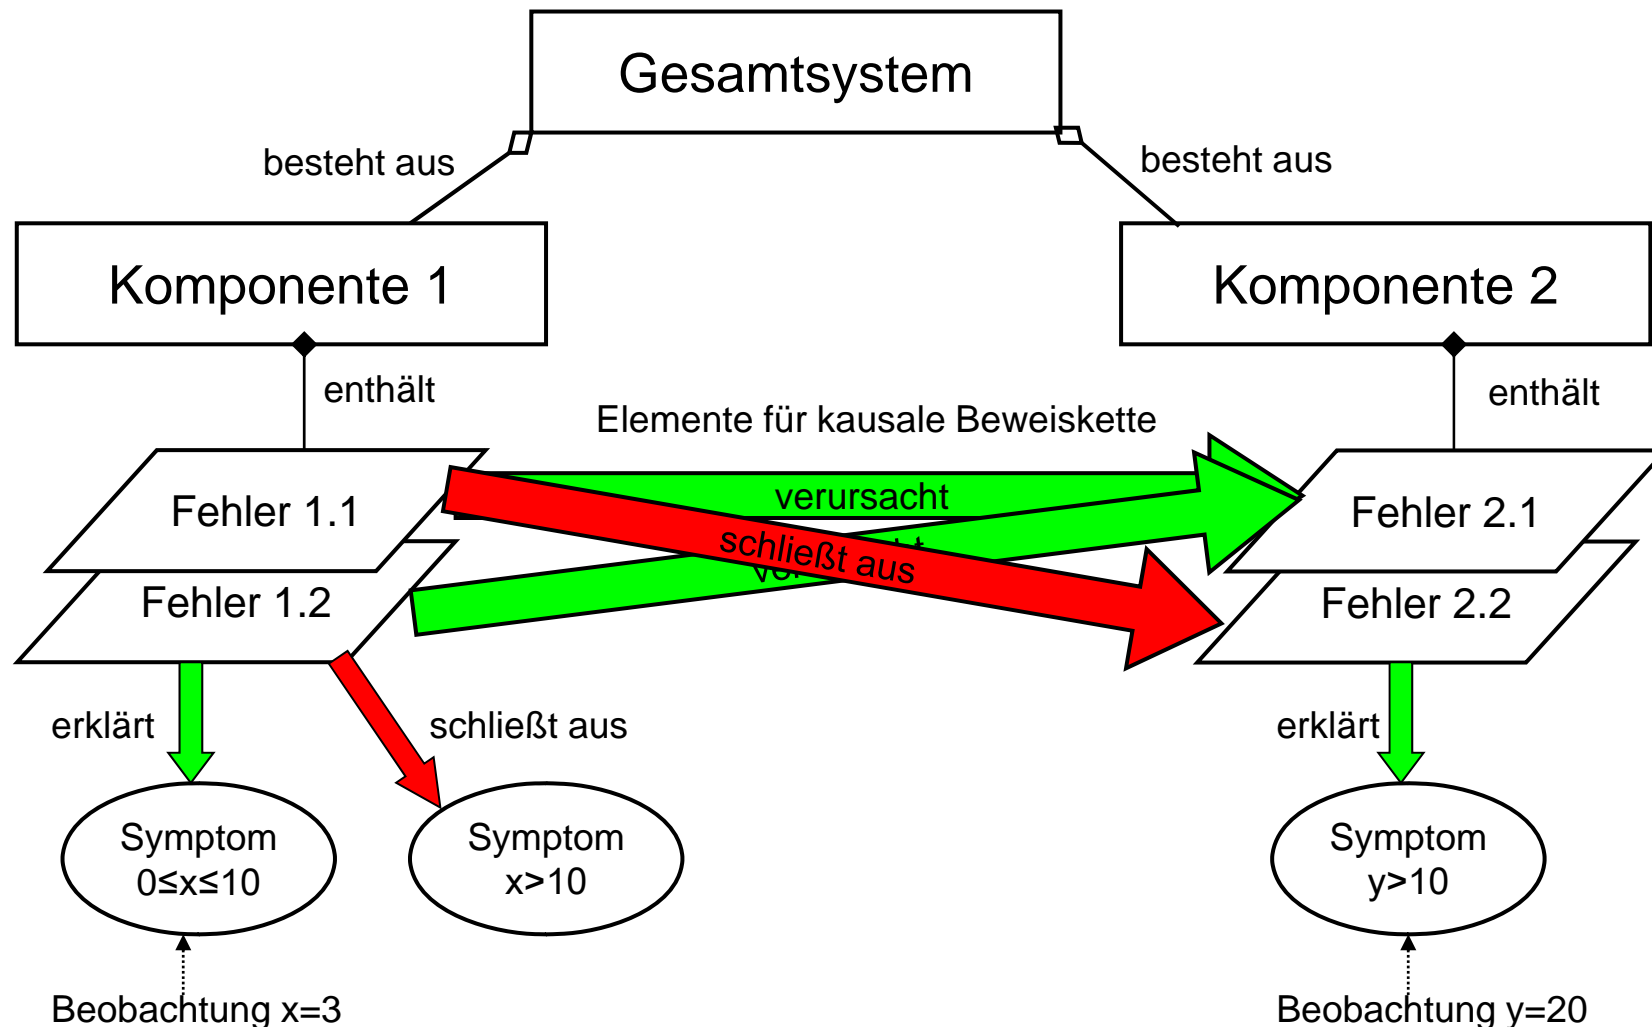 Gesamtsystem
besteht aus
besteht aus
Komponente 1
Komponente 2
enthält
enthält
Elemente für kausale Beweiskette
verursacht
Fehler 1.1
Fehler 2.1
schließt aus
Fehler 1.2
Fehler 2.2
erklärt
schließt aus
erklärt
Symptom
0≤x≤10
Symptom
x>10
Symptom
y>10
Beobachtung x=3
Beobachtung y=20